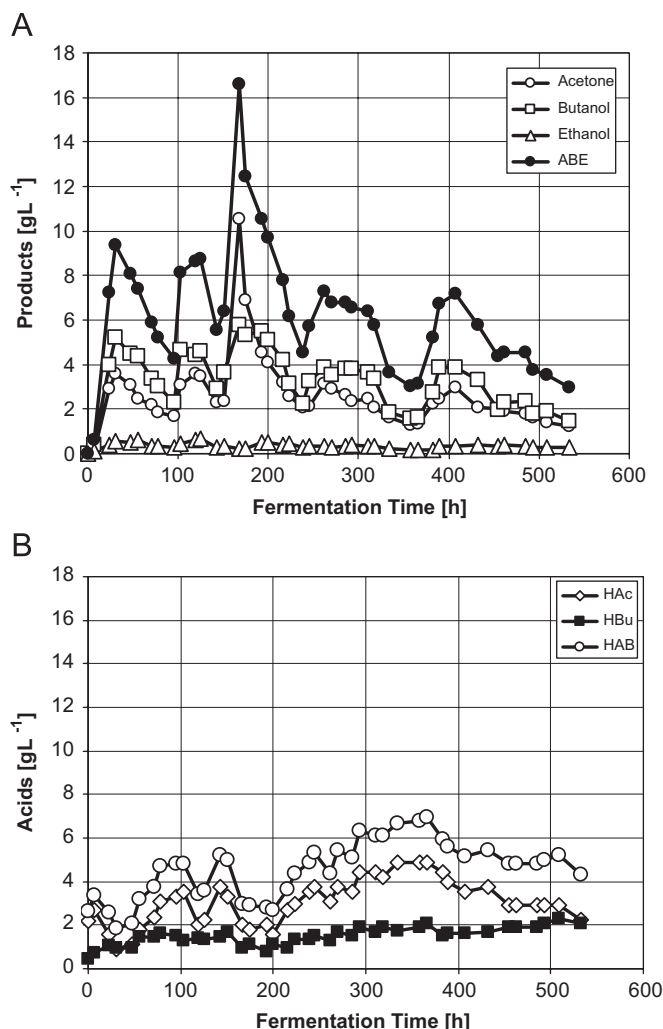 A
18
16
14
12
10
8
6
4
2
0
Products [gL -1]
Acetone
Butanol
Ethanol
ABE
0 100 200 300 400 500 600
Fermentation Time [h]
B
18
16
14
12
10
8
6
4
2
0
Acids [gL -1]
HAc
HBu
HAB
0 100 200 300 400 500 600
Fermentation Time [h]